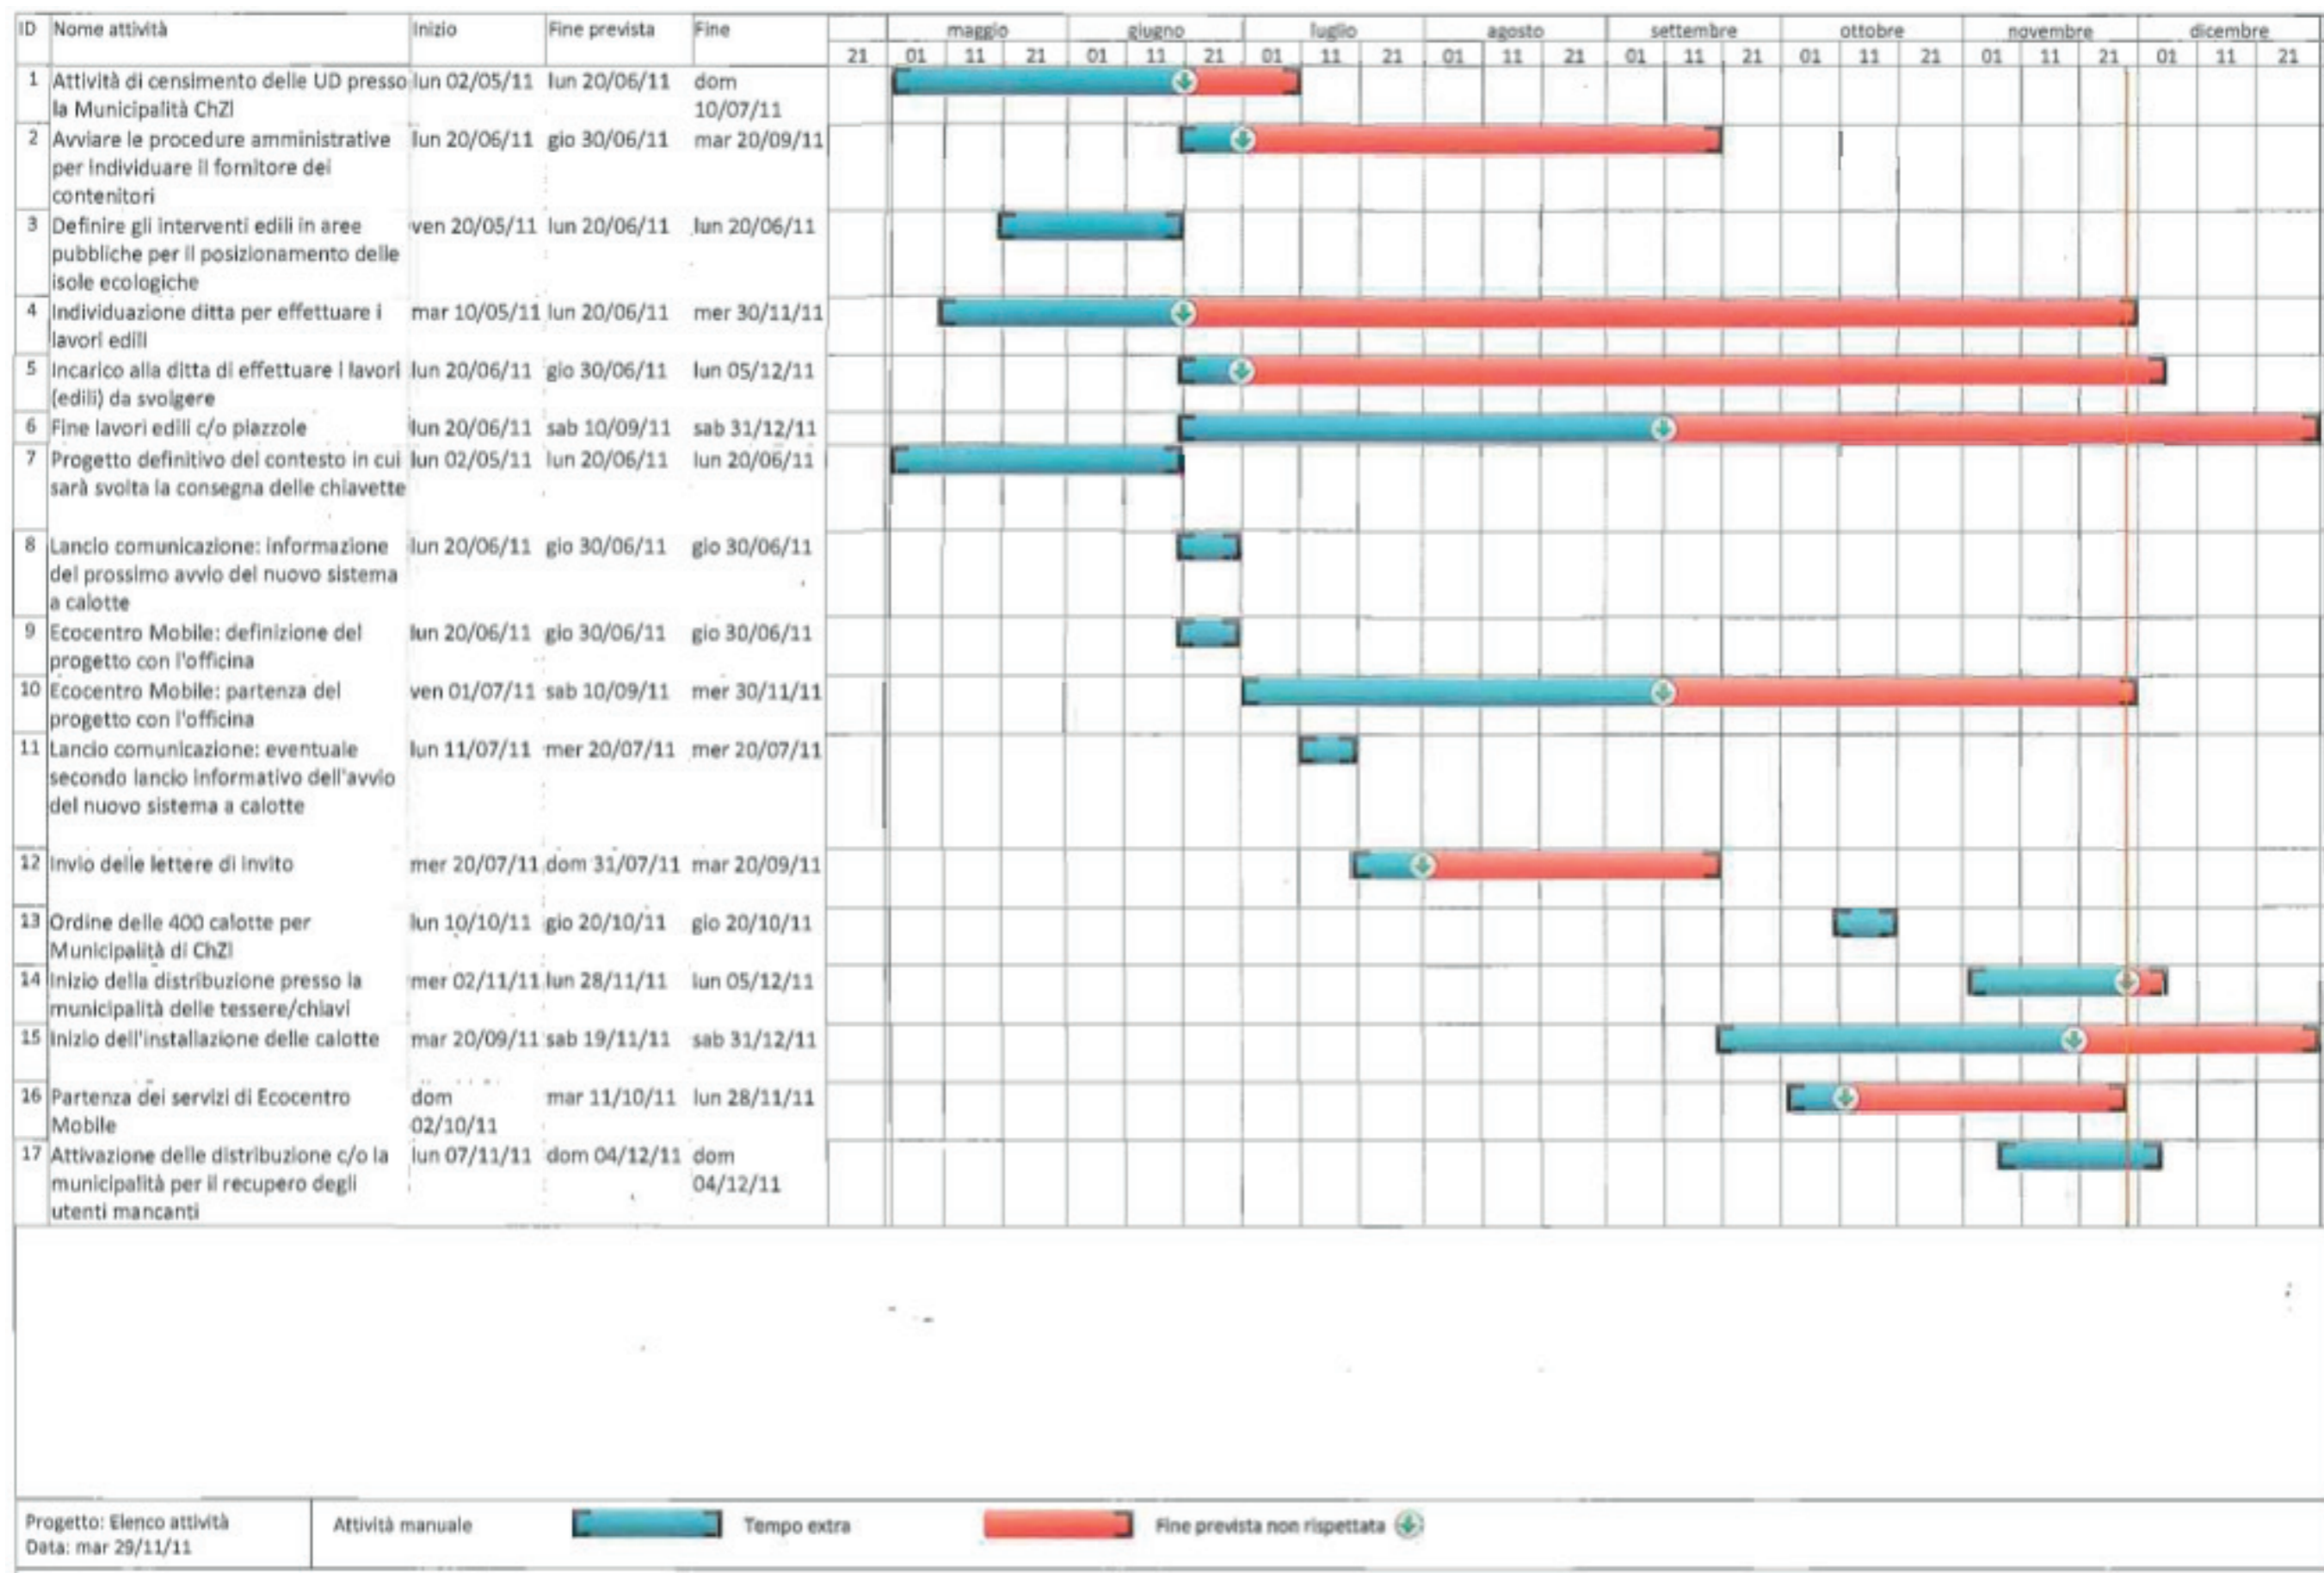 ID Nome attività Inizio Fine prevista Fine maggio giugno luglio agosto settembre ottobre novembre dicembre
21 01 11 21 01 11 21 01 11 21 01 11 21 01 11 21 01 11 21 01 11 21 01 11 21
1 Attività di censimento delle UD presso lun 02/05/11 lun 20/06/11 dom
la Municipalità ChZI 10/07/11
2 Avviare le procedure amministrative lun 20/06/11 gio 30/06/11 mar 20/09/11
per individuare il fornitore dei
contenitori
3 Definire gli interventi edili in aree ven 20/05/11 lun 20/06/11 lun 20/06/11
pubbliche per il posizionamento delle
isole ecologiche
4 Individuazione ditta per effettuare i mar 10/05/11 lun 20/06/11 mer 30/11/11
lavori edili
5 Incarico alla ditta di effettuare i lavori lun 20/06/11 gio 30/06/11 lun 05/12/11
(edili) da svolgere
6 Fine lavori edili c/o piazzole lun 20/06/11 sab 10/09/11 sab 31/12/11
7 Progetto definitivo del contesto in cui lun 02/05/11 lun 20/06/11 lun 20/06/11
sarà svolta la consegna delle chiavette
8 Lancio comunicazione: informazione lun 20/06/11 gio 30/06/11 gio 30/06/11
del prossimo avvio del nuovo sistema
a calotte
9 Ecocentro Mobile: definizione del lun 20/06/11 gio 30/06/11 gio 30/06/11
progetto con l'officina
10 Ecocentro Mobile: partenza del ven 01/07/11 sab 10/09/11 mer 30/11/11
progetto con l'officina
11 Lancio comunicazione: eventuale lun 11/07/11 mer 20/07/11 mer 20/07/11
secondo lancio informativo dell'avvio
del nuovo sistema a calotte
12 Invio delle lettere di invito mer 20/07/11 dom 31/07/11 mar 20/09/11
13 Ordine delle 400 calotte per lun 10/10/11 gio 20/10/11 gio 20/10/11
Municipalità di ChZI
14 Inizio della distribuzione presso la mer 02/11/11 lun 28/11/11 lun 05/12/11
municipalità delle tessere/chiavi
15 Inizio dell'installazione delle calotte mar 20/09/11 sab 19/11/11 sab 31/12/11
16 Partenza dei servizi di Ecocentro dom mar 11/10/11 lun 28/11/11
Mobile 02/10/11
17 Attivazione delle distribuzione c/o la lun 07/11/11 dom 04/12/11 dom
municipalità per il recupero degli 04/12/11
utenti mancanti
Progetto: Elenco attività Attività manuale Tempo extra Fine prevista non rispettata
Data: mar 29/11/11